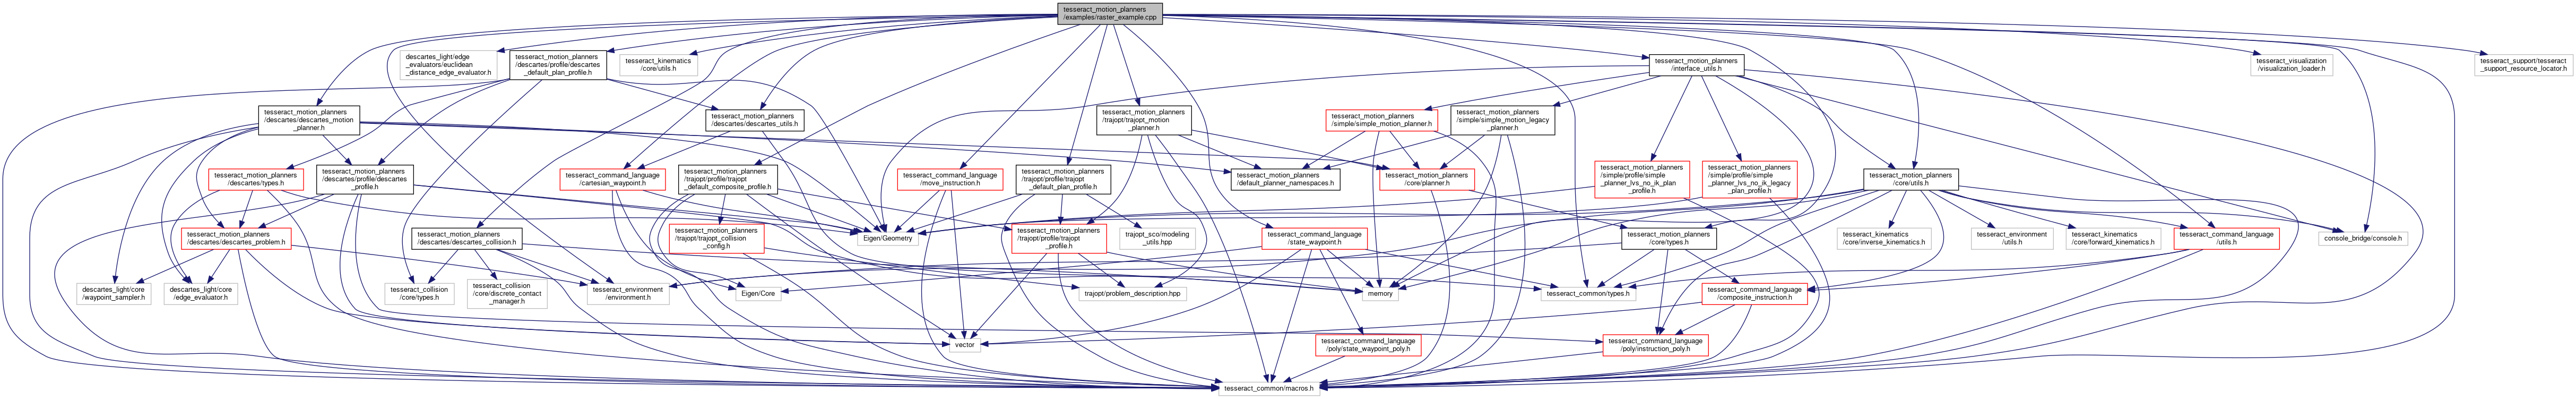 tesseract_motion_planners
/examples/raster_example.cpp
descartes_light/edge
_evaluators/euclidean
_distance_edge_evaluator.h
tesseract_motion_planners
/descartes/profile/descartes
_default_plan_profile.h
tesseract_kinematics
/core/utils.h
tesseract_motion_planners
/interface_utils.h
tesseract_visualization
/visualization_loader.h
tesseract_support/tesseract
_support_resource_locator.h
tesseract_motion_planners
/descartes/descartes_motion
_planner.h
tesseract_motion_planners
/descartes/descartes_utils.h
tesseract_motion_planners
/trajopt/trajopt_motion
_planner.h
tesseract_motion_planners
/simple/simple_motion_planner.h
tesseract_motion_planners
/simple/simple_motion_legacy
_planner.h
tesseract_motion_planners
/descartes/types.h
tesseract_motion_planners
/descartes/profile/descartes
_profile.h
tesseract_command_language
/cartesian_waypoint.h
tesseract_motion_planners
/trajopt/profile/trajopt
_default_composite_profile.h
tesseract_command_language
/move_instruction.h
tesseract_motion_planners
/trajopt/profile/trajopt
_default_plan_profile.h
tesseract_motion_planners
/default_planner_namespaces.h
tesseract_motion_planners
/core/planner.h
tesseract_motion_planners
/simple/profile/simple
_planner_lvs_no_ik_plan
_profile.h
tesseract_motion_planners
/simple/profile/simple
_planner_lvs_no_ik_legacy
_plan_profile.h
tesseract_motion_planners
/core/utils.h
tesseract_motion_planners
/descartes/descartes_problem.h
tesseract_motion_planners
/descartes/descartes_collision.h
tesseract_motion_planners
/trajopt/trajopt_collision
_config.h
Eigen/Geometry
tesseract_motion_planners
/trajopt/profile/trajopt
_profile.h
trajopt_sco/modeling
_utils.hpp
tesseract_command_language
/state_waypoint.h
tesseract_motion_planners
/core/types.h
tesseract_kinematics
/core/inverse_kinematics.h
tesseract_environment
/utils.h
tesseract_kinematics
/core/forward_kinematics.h
tesseract_command_language
/utils.h
console_bridge/console.h
descartes_light/core
/waypoint_sampler.h
descartes_light/core
/edge_evaluator.h
tesseract_collision
/core/types.h
tesseract_collision
/core/discrete_contact
_manager.h
tesseract_environment
/environment.h
Eigen/Core
trajopt/problem_description.hpp
memory
tesseract_common/types.h
tesseract_command_language
/composite_instruction.h
vector
tesseract_command_language
/poly/state_waypoint_poly.h
tesseract_command_language
/poly/instruction_poly.h
tesseract_common/macros.h